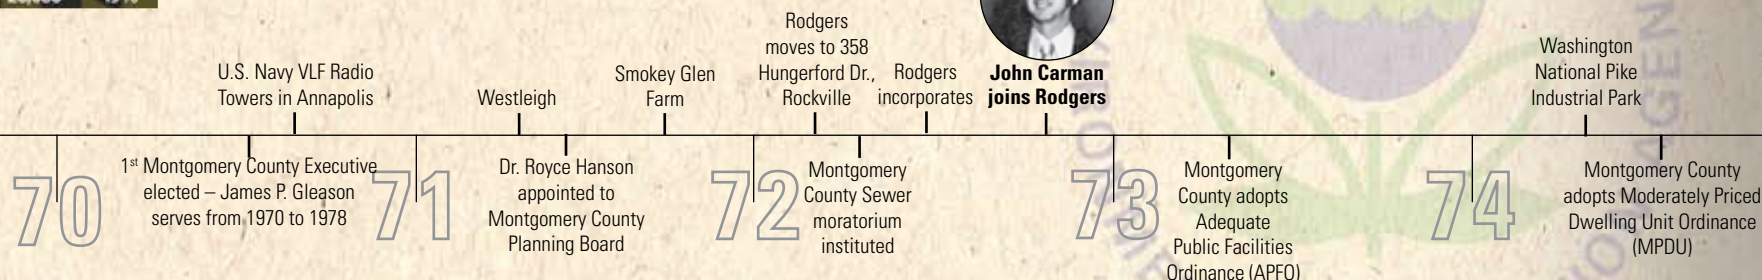 U.S. Navy VLF Radio
Towers in Annapolis
Westleigh
Smokey Glen
Farm
Rodgers
moves to 358
Hungerford Dr.,
Rockville
Rodgers
incorporates
John Carman
joins Rodgers
Washington
National Pike
Industrial Park
70
1st Montgomery County Executive
elected – James P. Gleason
serves from 1970 to 1978
71
Dr. Royce Hanson
appointed to
Montgomery County
Planning Board
72
Montgomery
County Sewer
moratorium
instituted
73
Montgomery
County adopts
Adequate
Public Facilities
Ordinance (APFO)
74
Montgomery County
adopts Moderately Priced
Dwelling Unit Ordinance
(MPDU)